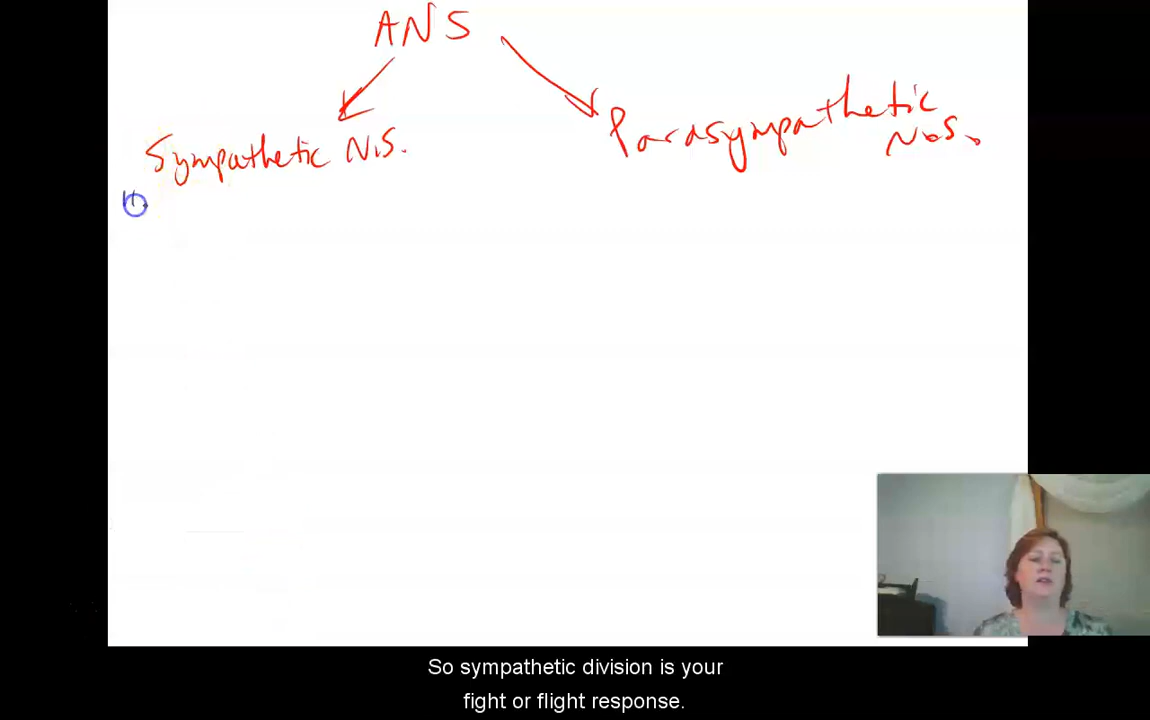 ANS
Sympathetic N.S.
Parasympathetic
N.S.
So sympathetic division is your
fight or flight response.